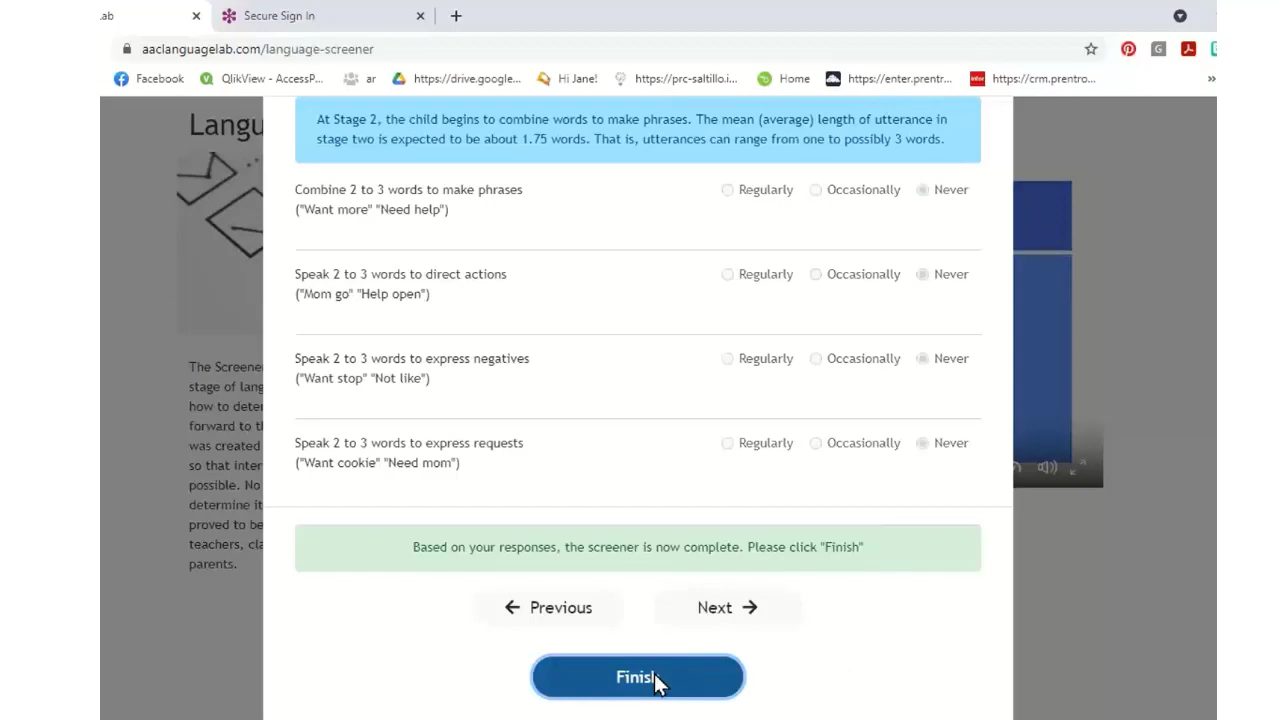 .ab
Secure Sign In
aaclanguagelab.com/language-screener
Facebook
QlikView - AccessP...
ar
https://drive.google...
Hi Jane!
https://prc-saltillo.i...
Home
https://enter.prentr...
https://crm.prentro...
»
Langu
At Stage 2, the child begins to combine words to make phrases. The mean (average) length of utterance in
stage two is expected to be about 1.75 words. That is, utterances can range from one to possibly 3 words.
Combine 2 to 3 words to make phrases
("Want more" "Need help")
Regularly Occasionally Never
Speak 2 to 3 words to direct actions
("Mom go" "Help open")
Regularly Occasionally Never
Speak 2 to 3 words to express negatives
("Want stop" "Not like")
Regularly Occasionally Never
Speak 2 to 3 words to express requests
("Want cookie" "Need mom")
Regularly Occasionally Never
The Screene
stage of lang
how to deter
forward to th
was created
so that inter
possible. No
determine it
proved to be
teachers, cla
parents.
Based on your responses, the screener is now complete. Please click "Finish"
Previous
Next
Finish